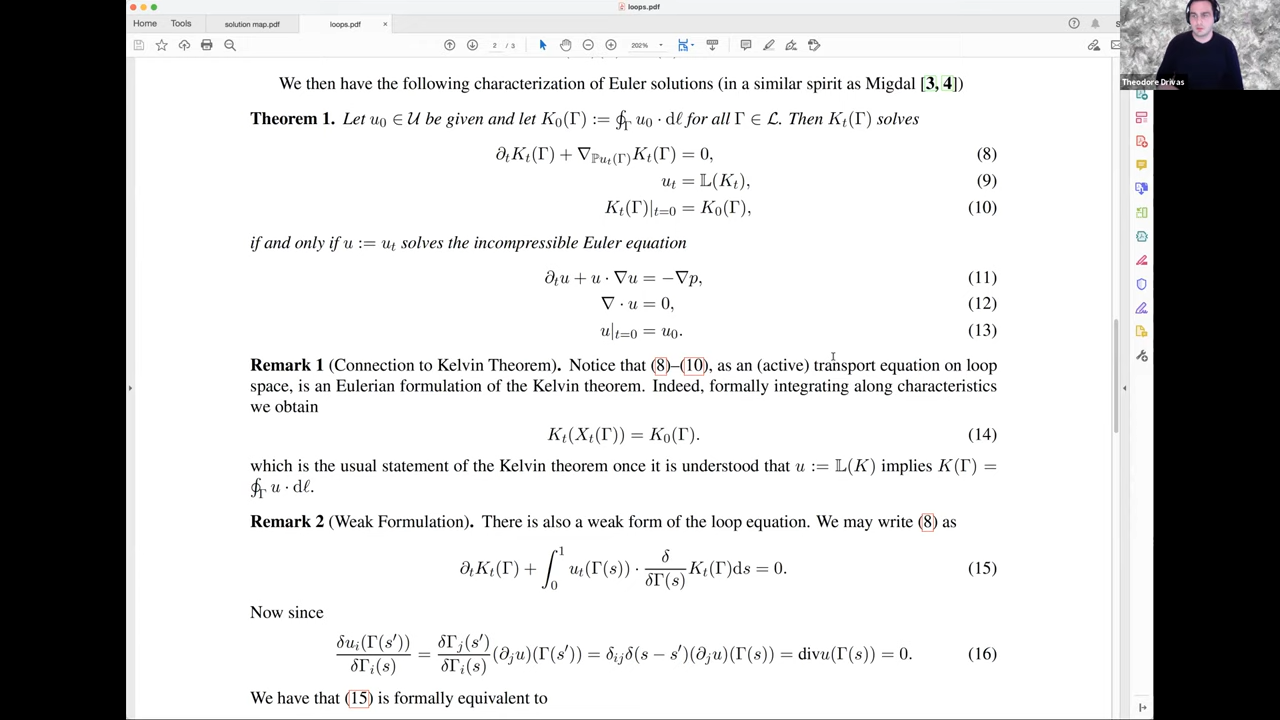 loops.pdf
Home Tools solution map.pdf loops.pdf ×
2 / 3 202%
Theodore Drivas
We then have the following characterization of Euler solutions (in a similar spirit as Migdal [3, 4])
Theorem 1. Let u₀ ∈ 𝒰 be given and let K₀(Γ) := ∮_Γ u₀ · dℓ for all Γ ∈ ℒ. Then K_t(Γ) solves
∂_t K_t(Γ) + ∇_{ℙu_t(Γ)} K_t(Γ) = 0, (8)
u_t = 𝕃(K_t), (9)
K_t(Γ)|_{t=0} = K₀(Γ), (10)
if and only if u := u_t solves the incompressible Euler equation
∂_t u + u · ∇u = −∇p, (11)
∇ · u = 0, (12)
u|_{t=0} = u₀. (13)
Remark 1 (Connection to Kelvin Theorem). Notice that (8)–(10), as an (active) transport equation on loop
space, is an Eulerian formulation of the Kelvin theorem. Indeed, formally integrating along characteristics
we obtain
K_t(X_t(Γ)) = K₀(Γ). (14)
which is the usual statement of the Kelvin theorem once it is understood that u := 𝕃(K) implies K(Γ) =
∮_Γ u · dℓ.
Remark 2 (Weak Formulation). There is also a weak form of the loop equation. We may write (8) as
∂_t K_t(Γ) + ∫_0^1 u_t(Γ(s)) · δ/δΓ(s) K_t(Γ)ds = 0. (15)
Now since
δu_i(Γ(s′))/δΓ_i(s) = δΓ_j(s′)/δΓ_i(s) (∂_j u)(Γ(s′)) = δ_{ij}δ(s − s′)(∂_j u)(Γ(s)) = divu(Γ(s)) = 0. (16)
We have that (15) is formally equivalent to